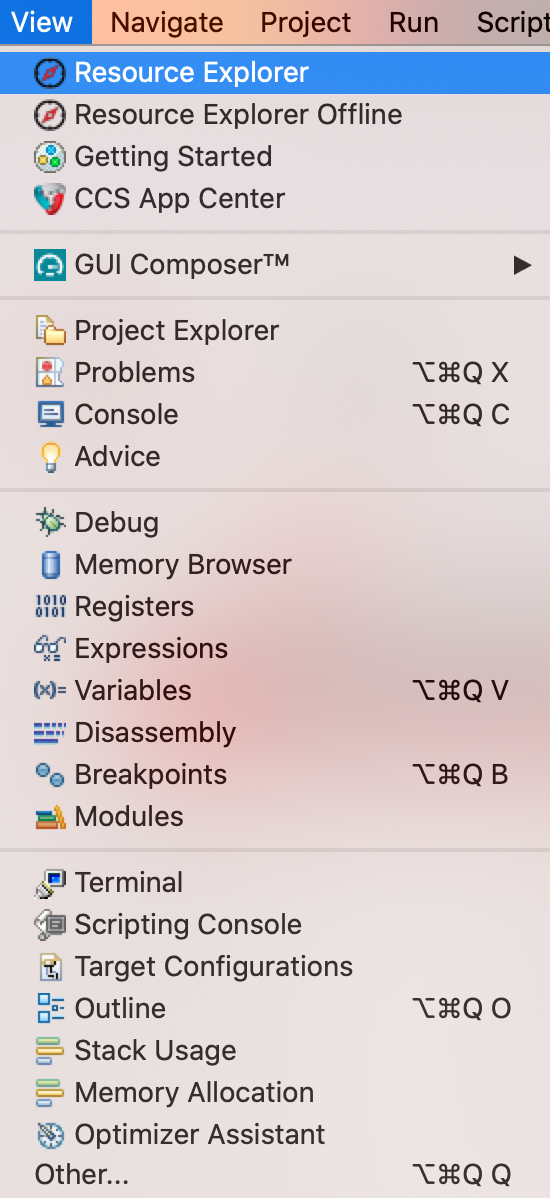 View Navigate Project Run Script
Resource Explorer
Resource Explorer Offline
Getting Started
CCS App Center
GUI Composer™
Project Explorer
Problems ⌥⌘Q X
Console ⌥⌘Q C
Advice
Debug
Memory Browser
1010
0101 Registers
Expressions
(x)= Variables ⌥⌘Q V
Disassembly
Breakpoints ⌥⌘Q B
Modules
Terminal
Scripting Console
Target Configurations
Outline ⌥⌘Q O
Stack Usage
Memory Allocation
Optimizer Assistant
Other... ⌥⌘Q Q